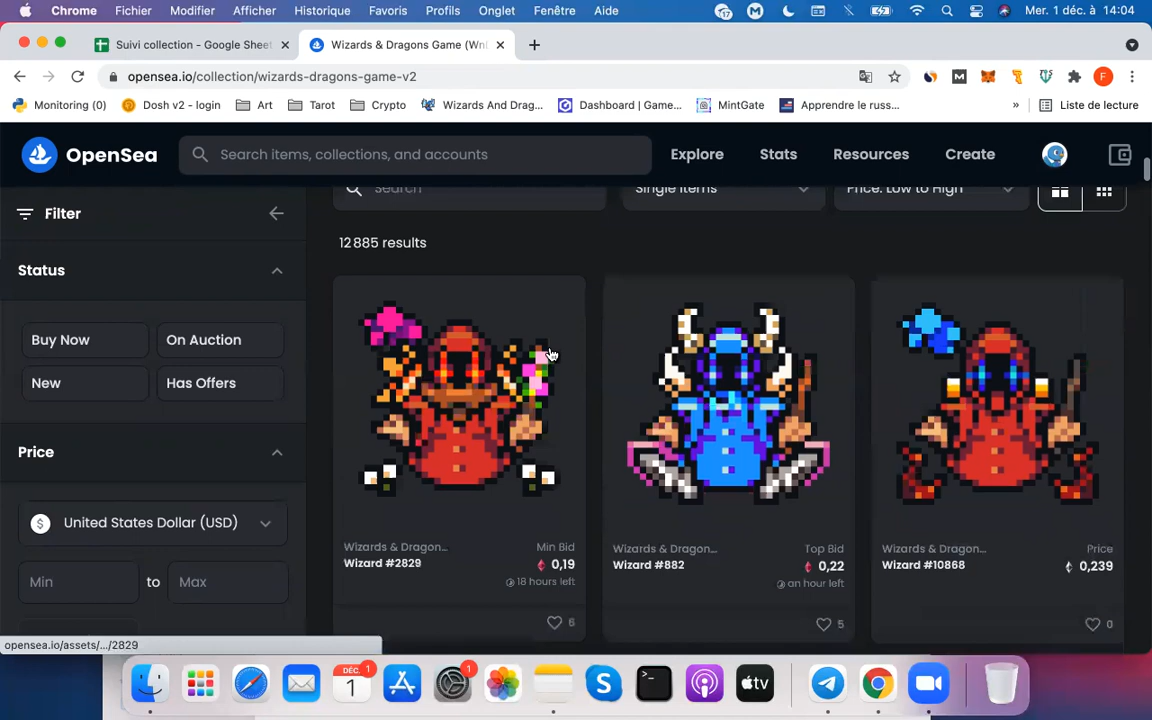 Chrome Fichier Modifier Afficher Historique Favoris Profils Onglet Fenêtre Aide 17 Mer. 1 déc. à 14:04
Suivi collection - Google Sheet Wizards & Dragons Game (Wn
opensea.io/collection/wizards-dragons-game-v2
Monitoring (0) Dosh v2 - login Art Tarot Crypto Wizards And Drag... Dashboard | Game... MintGate Apprendre le russ... » Liste de lecture
OpenSea Search items, collections, and accounts Explore Stats Resources Create
Search Single Items Price: Low to High
Filter
12 885 results
Status
Buy Now On Auction
New Has Offers
Price
United States Dollar (USD)
Min to Max
Wizards & Dragon... Min Bid
Wizard #2829 0,19
18 hours left
6
Wizards & Dragon... Top Bid
Wizard #882 0,22
an hour left
5
Wizards & Dragon... Price
Wizard #10868 0,239
0
opensea.io/assets/.../2829
DÉC. 1
1
1
tv